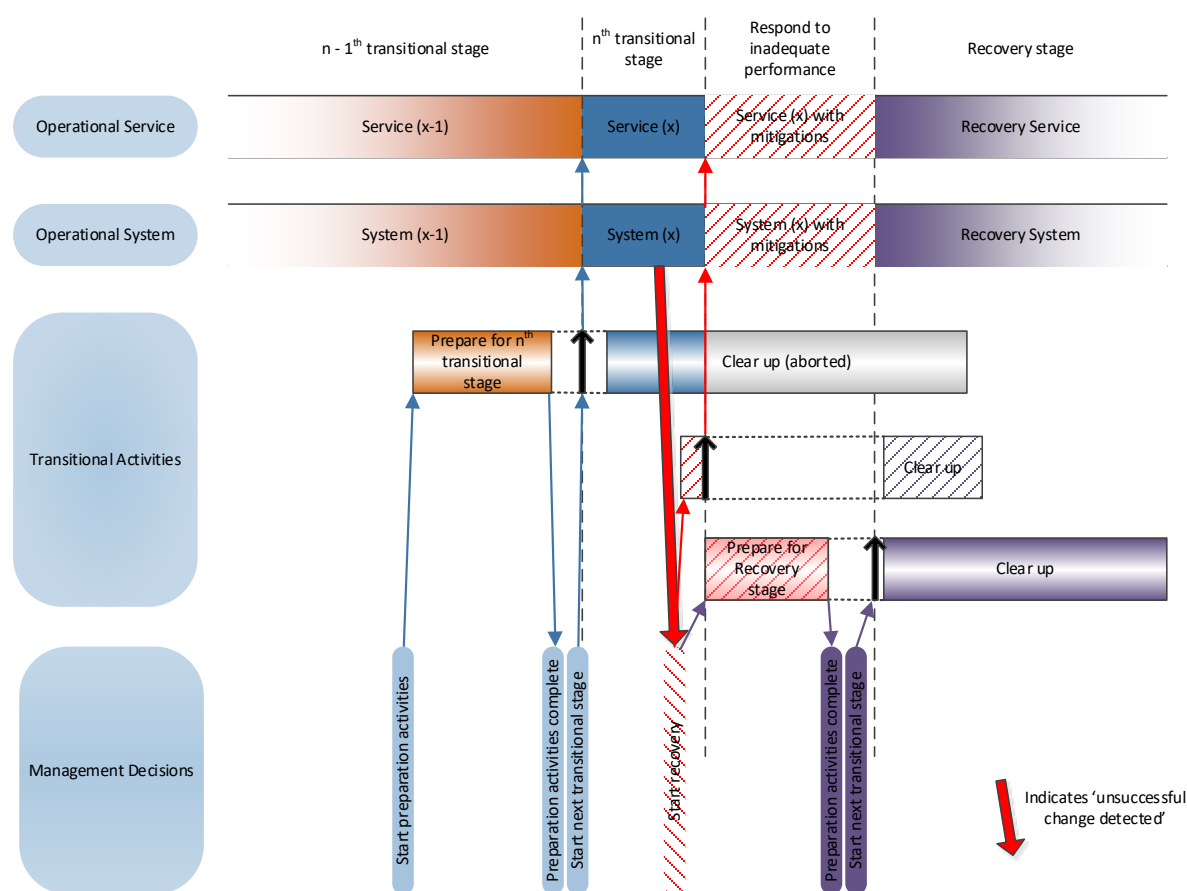 n - 1th transitional stage
nth transitional
stage
Respond to
inadequate
performance
Recovery stage
Operational Service
Service (x-1)
Service (x)
Service (x) with
mitigations
Recovery Service
Operational System
System (x-1)
System (x)
System (x) with
mitigations
Recovery System
Transitional Activities
Prepare for nth
transitional
stage
Clear up (aborted)
Clear up
Prepare for
Recovery
stage
Clear up
Management Decisions
Start preparation activities
Preparation activities complete
Start next transitional stage
Start recovery
Preparation activities complete
Start next transitional stage
Indicates ‘unsuccessful
change detected’